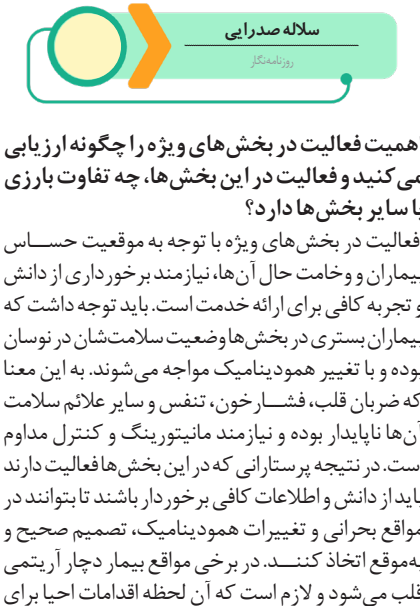 سلاله صدرایی
روزنامه‌نگار
اهمیت فعالیت در بخش‌های ویژه را چگونه ارزیابی
می‌کنید و فعالیت در این بخش‌ها، چه تفاوت بارزی
با سایر بخش‌ها دارد؟
فعالیت در بخش‌های ویژه با توجه به موقعیت حساس
بیماران و وخامت حال آن‌ها، نیازمند برخورداری از دانش
و تجربه کافی برای ارائه خدمت است. باید توجه داشت که
بیماران بستری در بخش‌ها وضعیت سلامت‌شان در نوسان
بوده و با تغییر همودینامیک مواجه می‌شوند. به این معنا
که ضربان قلب، فشارخون، تنفس و سایر علائم سلامت
آن‌ها ناپایدار بوده و نیازمند مانیتورینگ و کنترل مداوم
است. در نتیجه پرستارانی که در این بخش‌ها فعالیت دارند
باید از دانش و اطلاعات کافی برخوردار باشند تا بتوانند در
مواقع بحرانی و تغییرات همودینامیک، تصمیم صحیح و
به‌موقع اتخاذ کنند. در برخی مواقع بیمار دچار آریتمی
قلب می‌شود و لازم است که آن لحظه اقدامات احیا برای